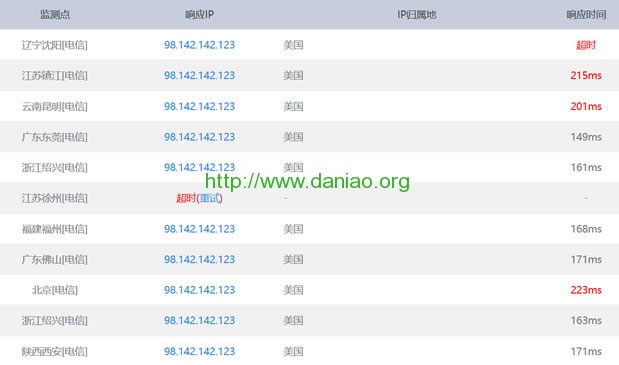 监测点 响应IP IP归属地 响应时间
辽宁沈阳[电信] 98.142.142.123 美国 超时
江苏镇江[电信] 98.142.142.123 美国 215ms
云南昆明[电信] 98.142.142.123 美国 201ms
广东东莞[电信] 98.142.142.123 美国 149ms
浙江绍兴[电信] 98.142.142.123 美国 161ms
http://www.daniao.org
江苏徐州[电信] 超时(重试) - -
福建福州[电信] 98.142.142.123 美国 168ms
广东佛山[电信] 98.142.142.123 美国 171ms
北京[电信] 98.142.142.123 美国 223ms
浙江绍兴[电信] 98.142.142.123 美国 163ms
陕西西安[电信] 98.142.142.123 美国 171ms